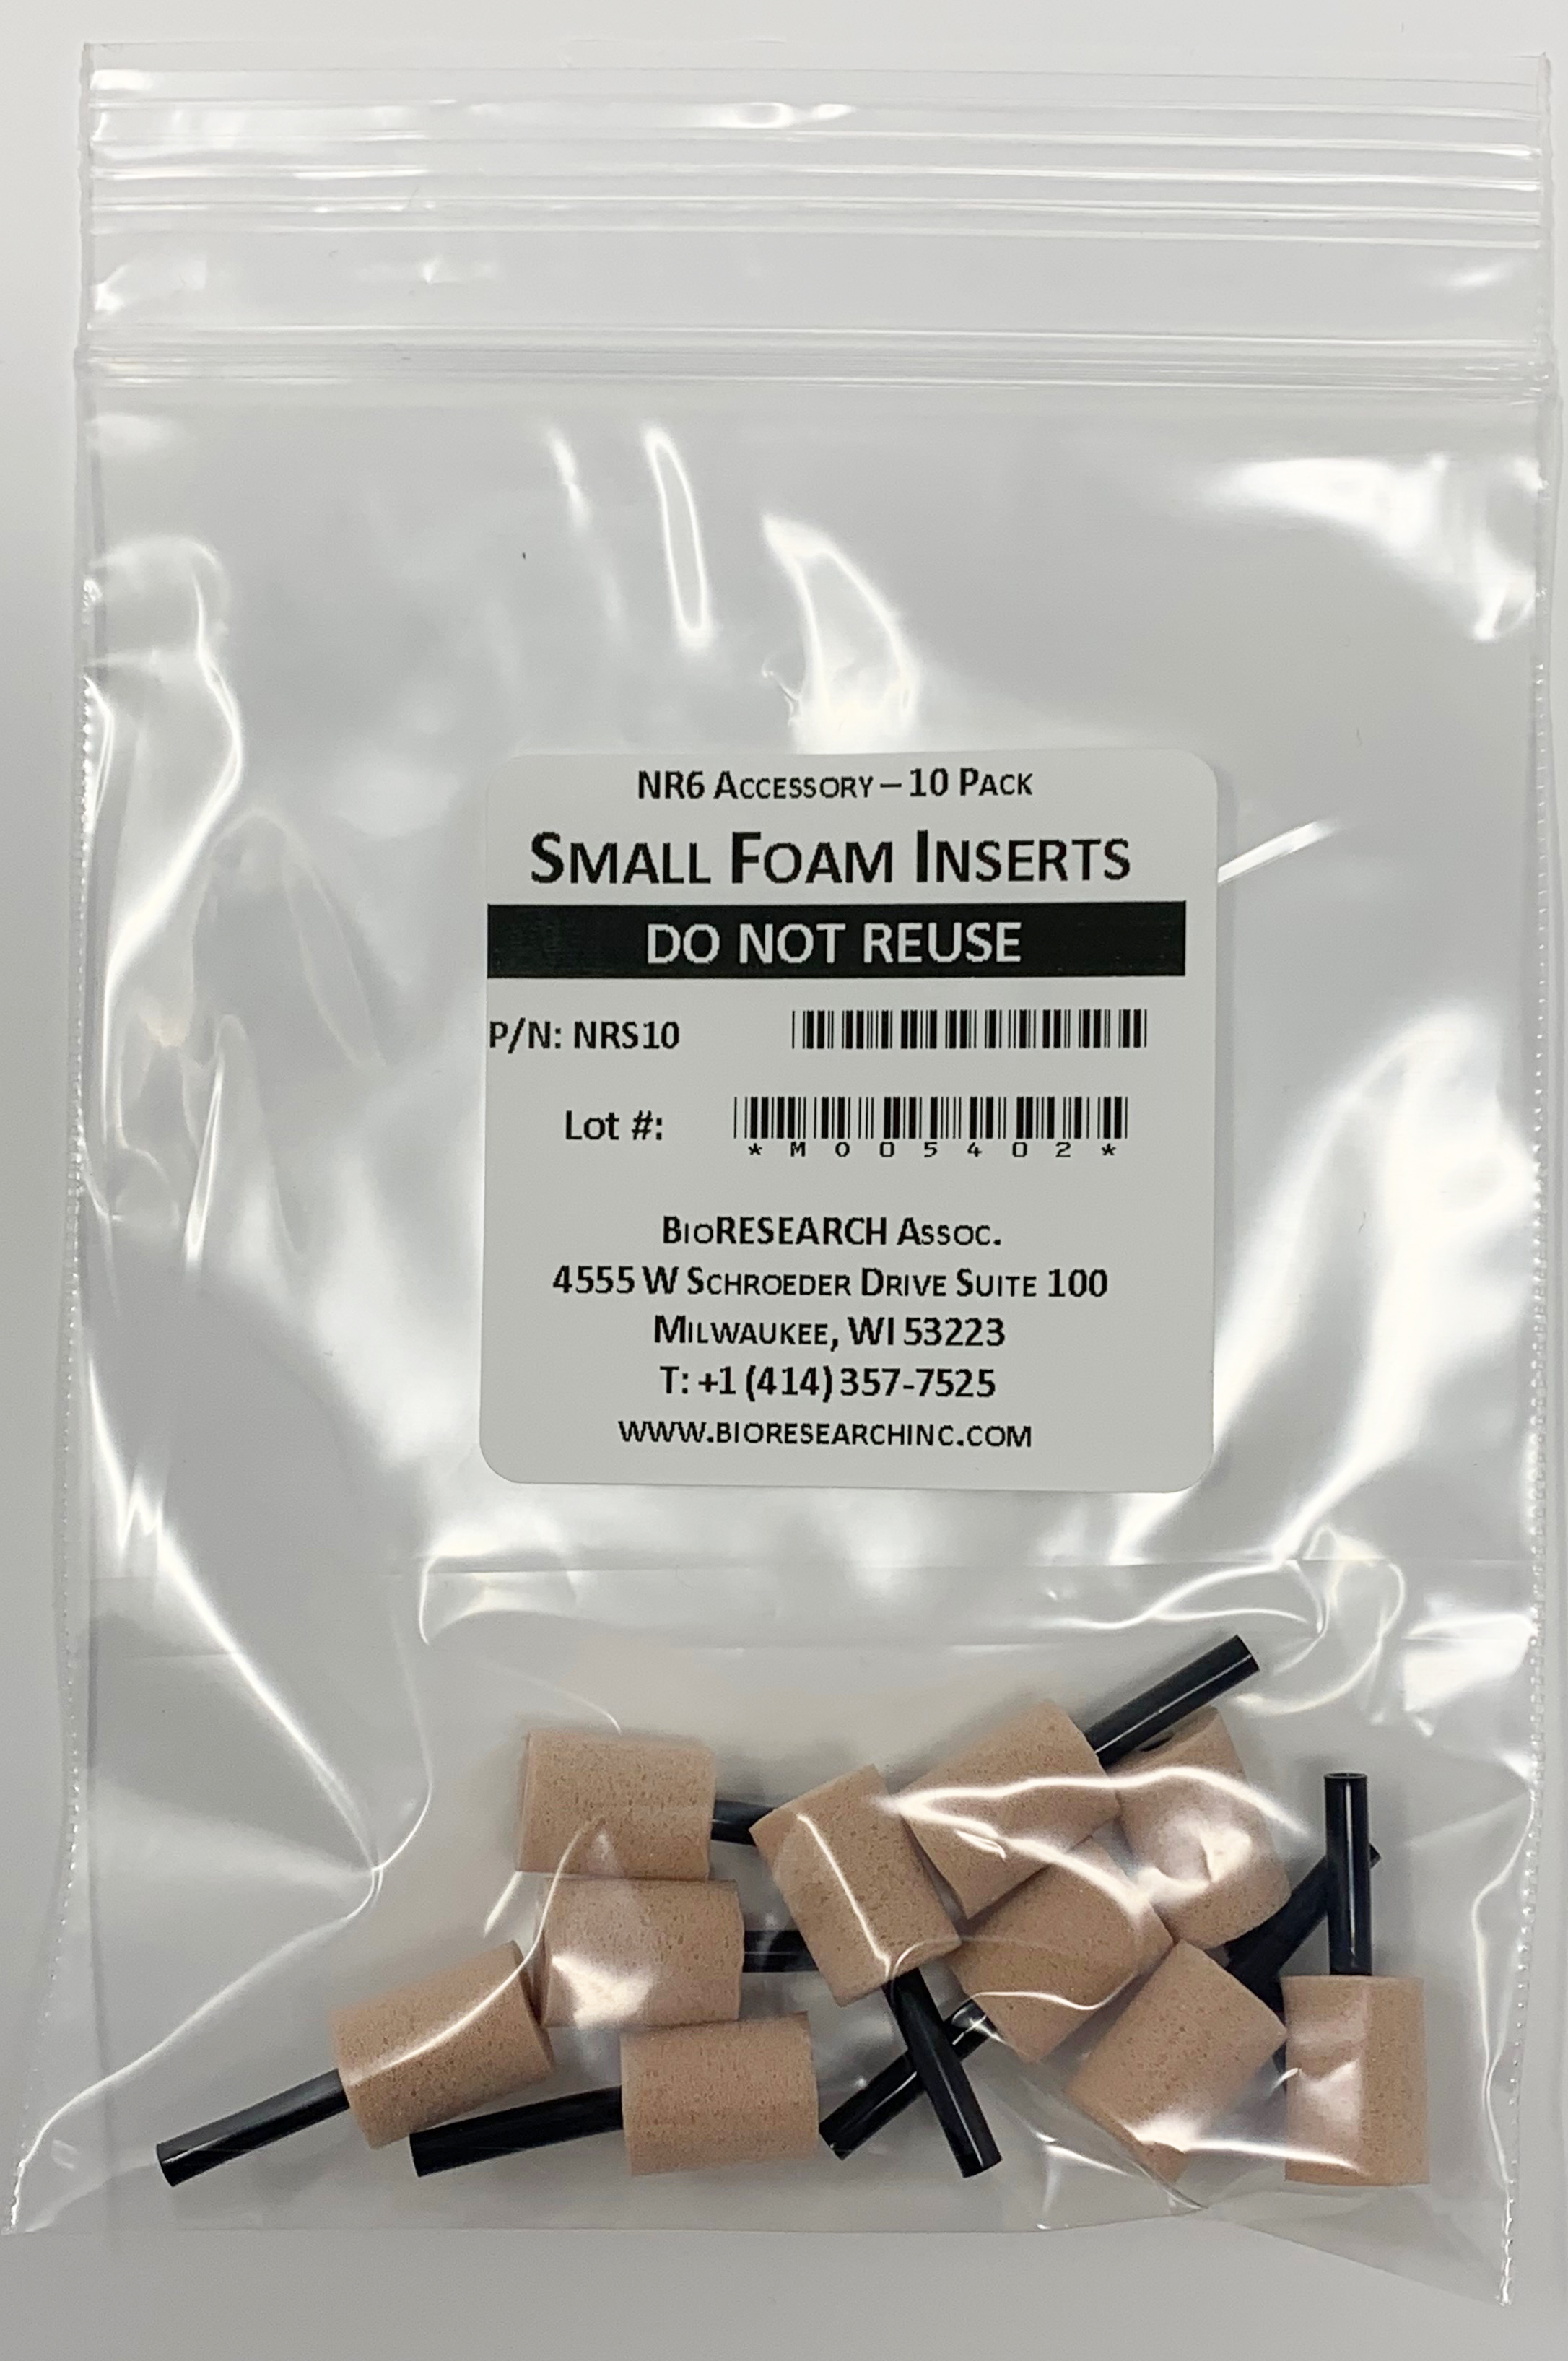 NR6 Accessory – 10 Pack
Small Foam Inserts
DO NOT REUSE
P/N: NRS10
Lot #:
*M005402*
BioRESEARCH Assoc.
4555 W Schroeder Drive Suite 100
Milwaukee, WI 53223
T: +1 (414) 357-7525
www.bioresearchinc.com